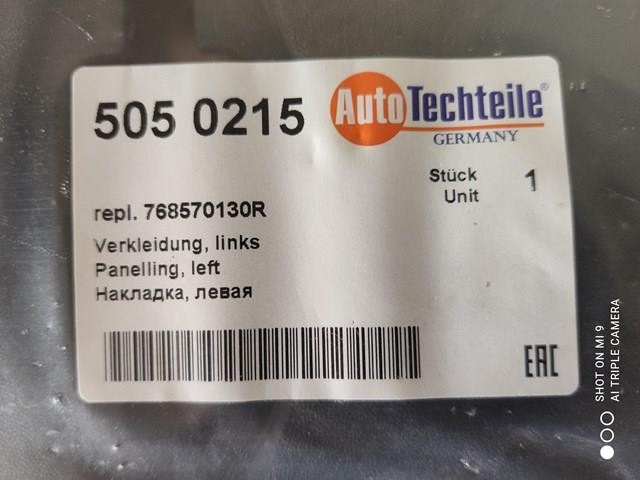 505 0215
AutoTechteile®
GERMANY
Stück 1
Unit
repl. 768570130R
Verkleidung, links
Panelling, left
Накладка, левая
EAC
SHOT ON MI 9
AI TRIPLE CAMERA